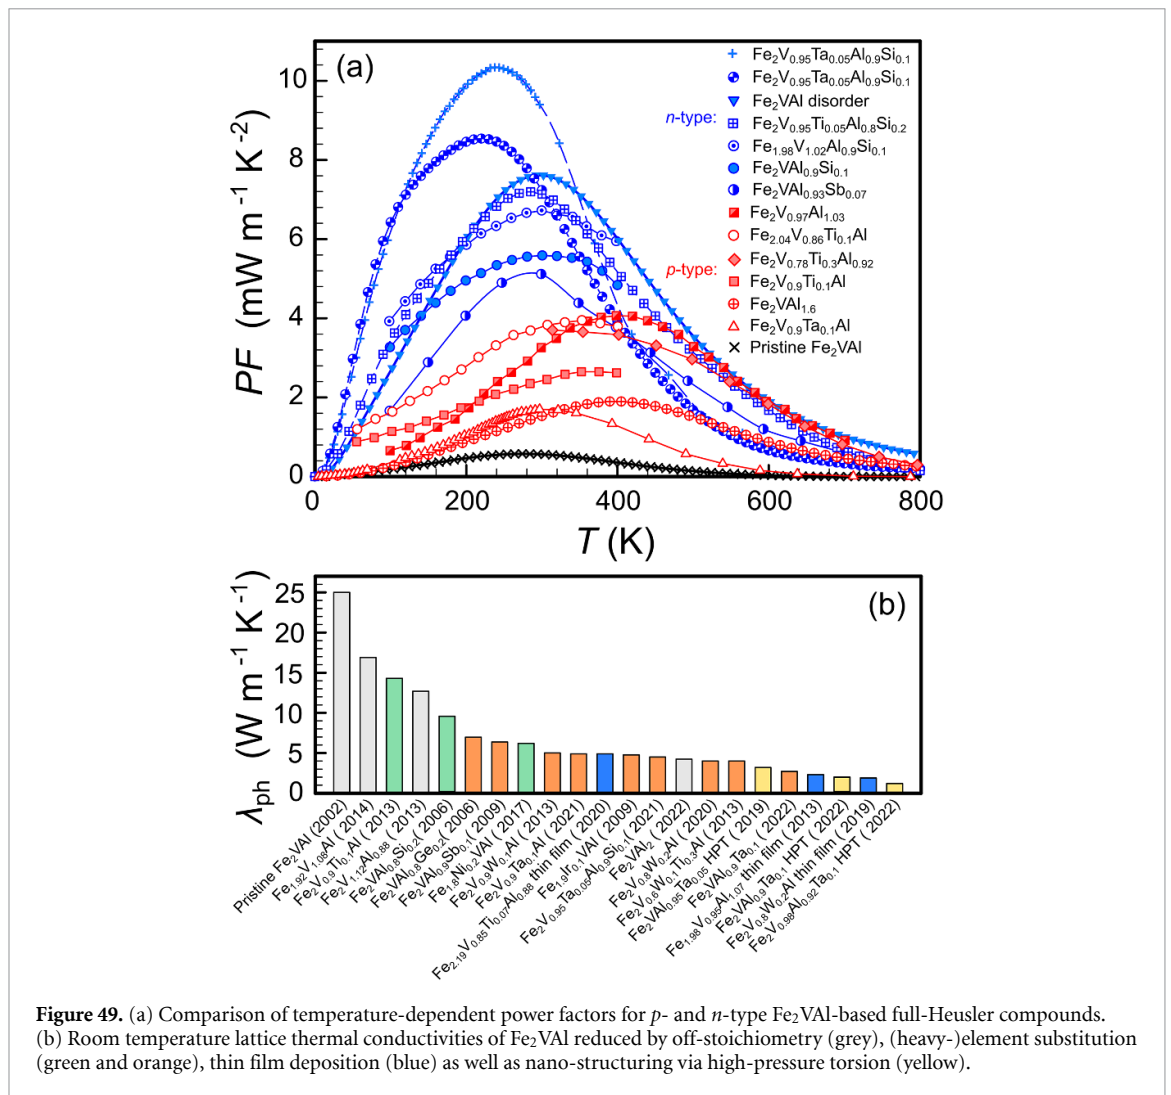 (a)
PF (mW m⁻¹ K⁻²)
10
8
6
4
2
0
0
200
400
600
800
T (K)
n-type:
p-type:
Fe₂V₀.₉₅Ta₀.₀₅Al₀.₉Si₀.₁
Fe₂V₀.₉₅Ta₀.₀₅Al₀.₉Si₀.₁
Fe₂VAl disorder
Fe₂V₀.₉₅Ti₀.₀₅Al₀.₈Si₀.₂
Fe₁.₉₈V₁.₀₂Al₀.₉Si₀.₁
Fe₂VAl₀.₉Si₀.₁
Fe₂VAl₀.₉₃Sb₀.₀₇
Fe₂V₀.₉₇Al₁.₀₃
Fe₂.₀₄V₀.₈₆Ti₀.₁Al
Fe₂V₀.₇₈Ti₀.₃Al₀.₉₂
Fe₂V₀.₉Ti₀.₁Al
Fe₂VAl₁.₆
Fe₂V₀.₉Ta₀.₁Al
Pristine Fe₂VAl
(b)
λph (W m⁻¹ K⁻¹)
25
20
15
10
5
0
Pristine Fe₂VAl (2002)
Fe₁.₉₂V₁.₀₈Al ( 2014)
Fe₂V₀.₉Ti₀.₁Al ( 2013)
Fe₂V₁.₁₂Al₀.₈₈ ( 2013)
Fe₂VAl₀.₈Si₀.₂ ( 2006)
Fe₂VAl₀.₈Ge₀.₂ ( 2006)
Fe₂VAl₀.₉Sb₀.₁( 2009)
Fe₁.₈Ni₀.₂VAl ( 2017)
Fe₂V₀.₉W₀.₁Al ( 2013)
Fe₂V₀.₉Ta₀.₁Al ( 2021)
Fe₂.₁₉V₀.₈₅Ti₀.₀₇Al₀.₈₈ thin film ( 2020)
Fe₁.₉Ir₀.₁ VAl ( 2009)
Fe₂V₀.₉₅Ta₀.₀₅Al₀.₉Si₀.₁ ( 2021)
Fe₂VAl₂ ( 2022)
Fe₂V₀.₈W₀.₂Al ( 2020)
Fe₂V₀.₆W₀.₁Ti₀.₃Al ( 2013)
Fe₂VAl₀.₉₅Ta₀.₀₅ HPT ( 2019)
Fe₂VAl₀.₉Ta₀.₁ ( 2022)
Fe₁.₉₈V₀.₉₅Al₁.₀₇ thin film ( 2013)
Fe₂VAl₀.₉Ta₀.₁ HPT ( 2022)
Fe₂V₀.₈W₀.₂Al thin film ( 2019)
Fe₂V₀.₉₈Al₀.₉₂Ta₀.₁ HPT ( 2022)
Figure 49. (a) Comparison of temperature-dependent power factors for p- and n-type Fe₂VAl-based full-Heusler compounds.
(b) Room temperature lattice thermal conductivities of Fe₂VAl reduced by off-stoichiometry (grey), (heavy-)element substitution
(green and orange), thin film deposition (blue) as well as nano-structuring via high-pressure torsion (yellow).